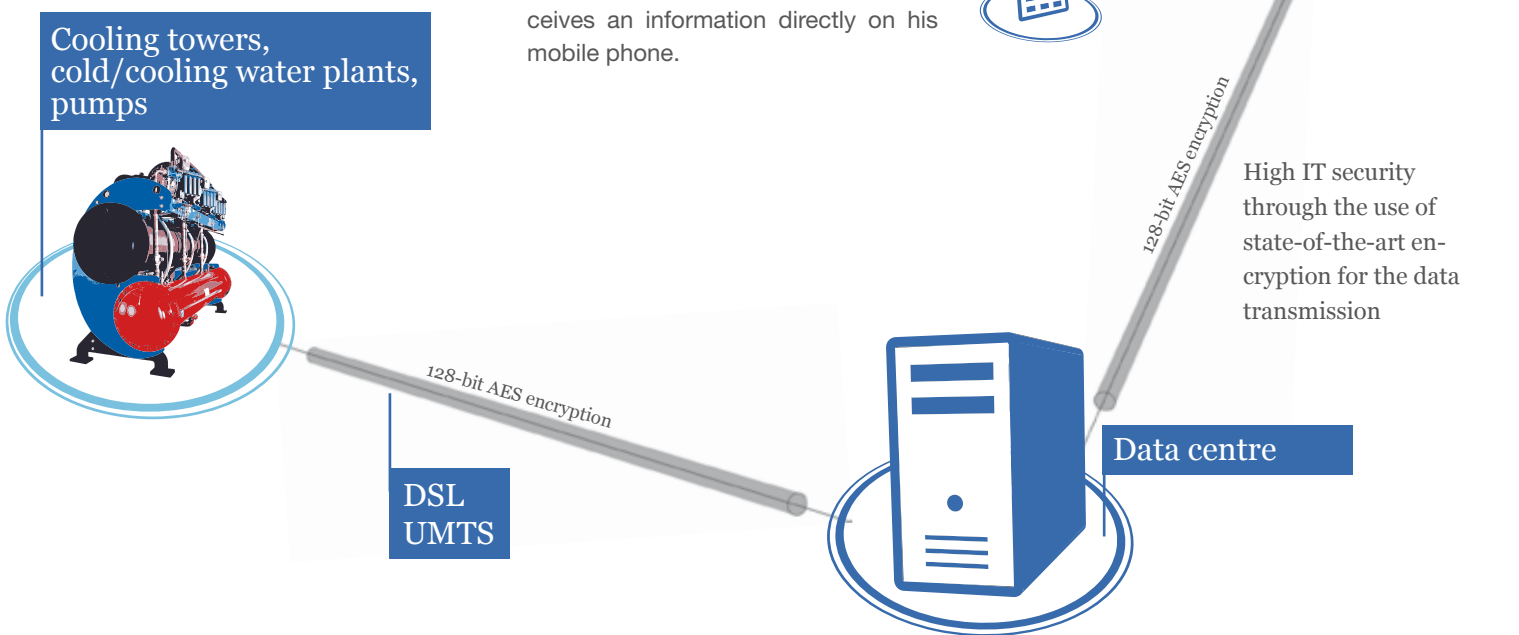 ceives an information directly on his
mobile phone.
Cooling towers,
cold/cooling water plants,
pumps
128-bit AES encryption
High IT security
through the use of
state-of-the-art en-
cryption for the data
transmission
128-bit AES encryption
Data centre
DSL
UMTS